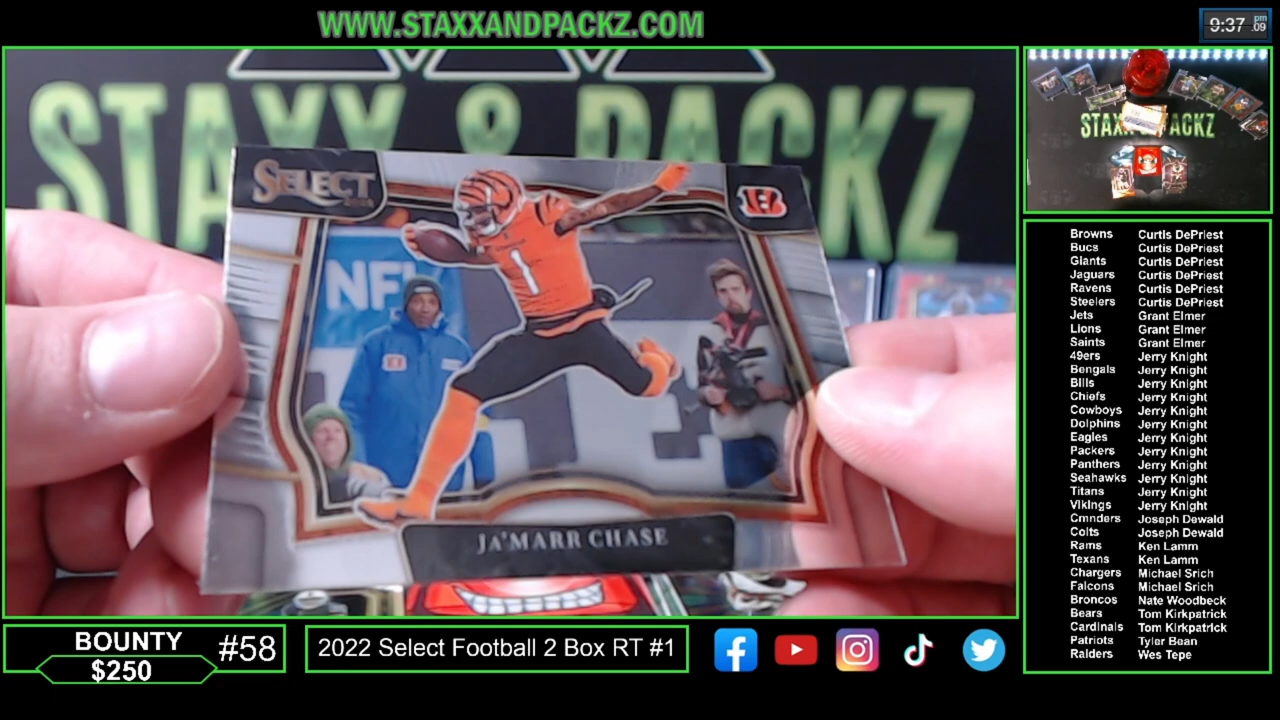 WWW.STAXXANDPACKZ.COM
9:37 pm .09
STAXX & PACKZ
SELECT
NFL
1
JA'MARR CHASE
STAXX & PACKZ
Browns Curtis DePriest
Bucs Curtis DePriest
Giants Curtis DePriest
Jaguars Curtis DePriest
Ravens Curtis DePriest
Steelers Curtis DePriest
Jets Grant Elmer
Lions Grant Elmer
Saints Grant Elmer
49ers Jerry Knight
Bengals Jerry Knight
Bills Jerry Knight
Chiefs Jerry Knight
Cowboys Jerry Knight
Dolphins Jerry Knight
Eagles Jerry Knight
Packers Jerry Knight
Panthers Jerry Knight
Seahawks Jerry Knight
Titans Jerry Knight
Vikings Jerry Knight
Cmnders Joseph Dewald
Colts Joseph Dewald
Rams Ken Lamm
Texans Ken Lamm
Chargers Michael Srich
Falcons Michael Srich
Broncos Nate Woodbeck
Bears Tom Kirkpatrick
Cardinals Tom Kirkpatrick
Patriots Tyler Bean
Raiders Wes Tepe
BOUNTY #58
$250
2022 Select Football 2 Box RT #1